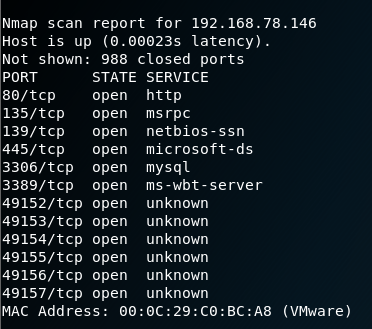 Nmap scan report for 192.168.78.146
Host is up (0.00023s latency).
Not shown: 988 closed ports
PORT      STATE SERVICE
80/tcp    open  http
135/tcp   open  msrpc
139/tcp   open  netbios-ssn
445/tcp   open  microsoft-ds
3306/tcp  open  mysql
3389/tcp  open  ms-wbt-server
49152/tcp open  unknown
49153/tcp open  unknown
49154/tcp open  unknown
49155/tcp open  unknown
49156/tcp open  unknown
49157/tcp open  unknown
MAC Address: 00:0C:29:C0:BC:A8 (VMware)